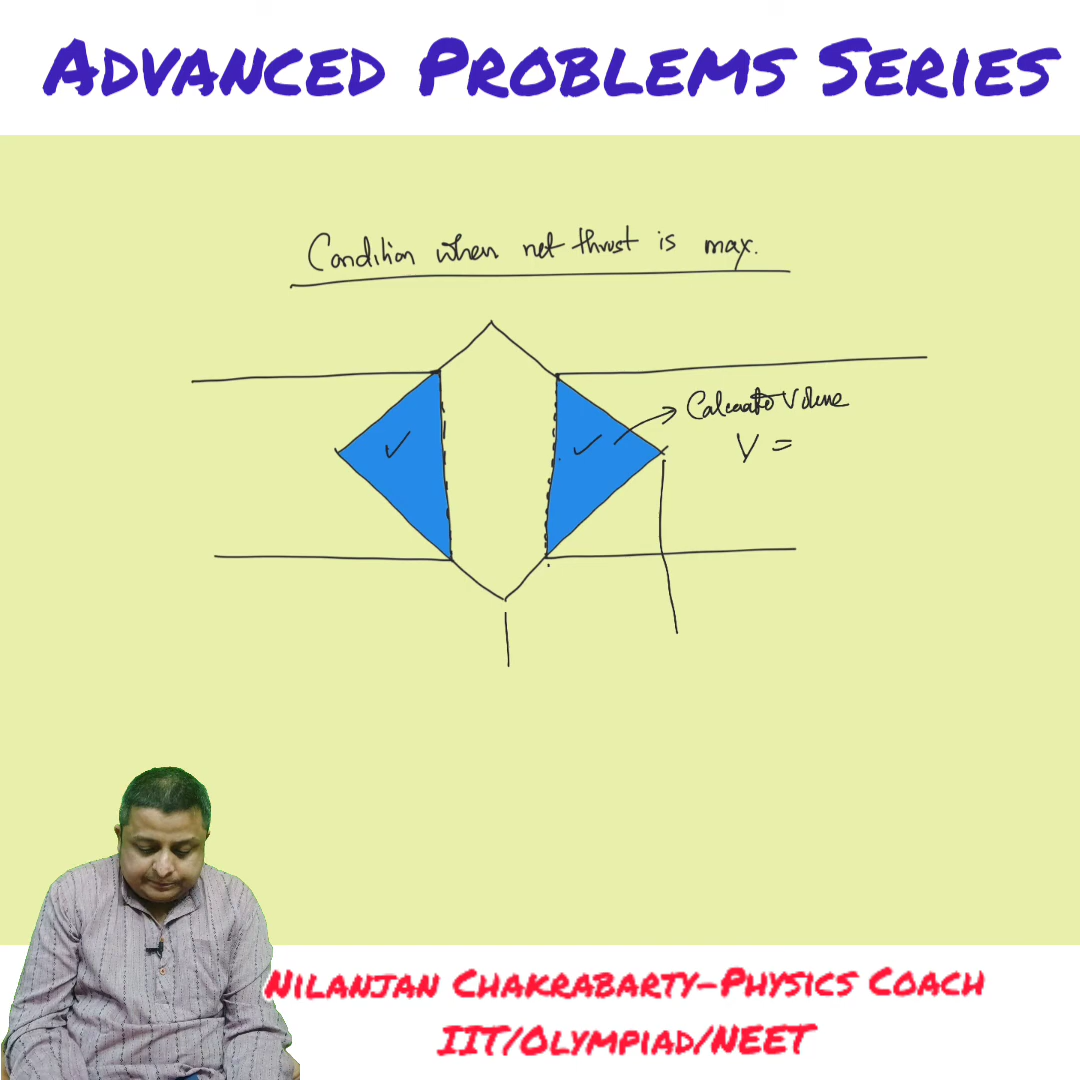 ADVANCED PROBLEMS SERIES
Condition when net thrust is max.
Calculate Volume
V =
NILANJAN CHAKRABARTY-PHYSICS COACH
IIT/OLYMPIAD/NEET